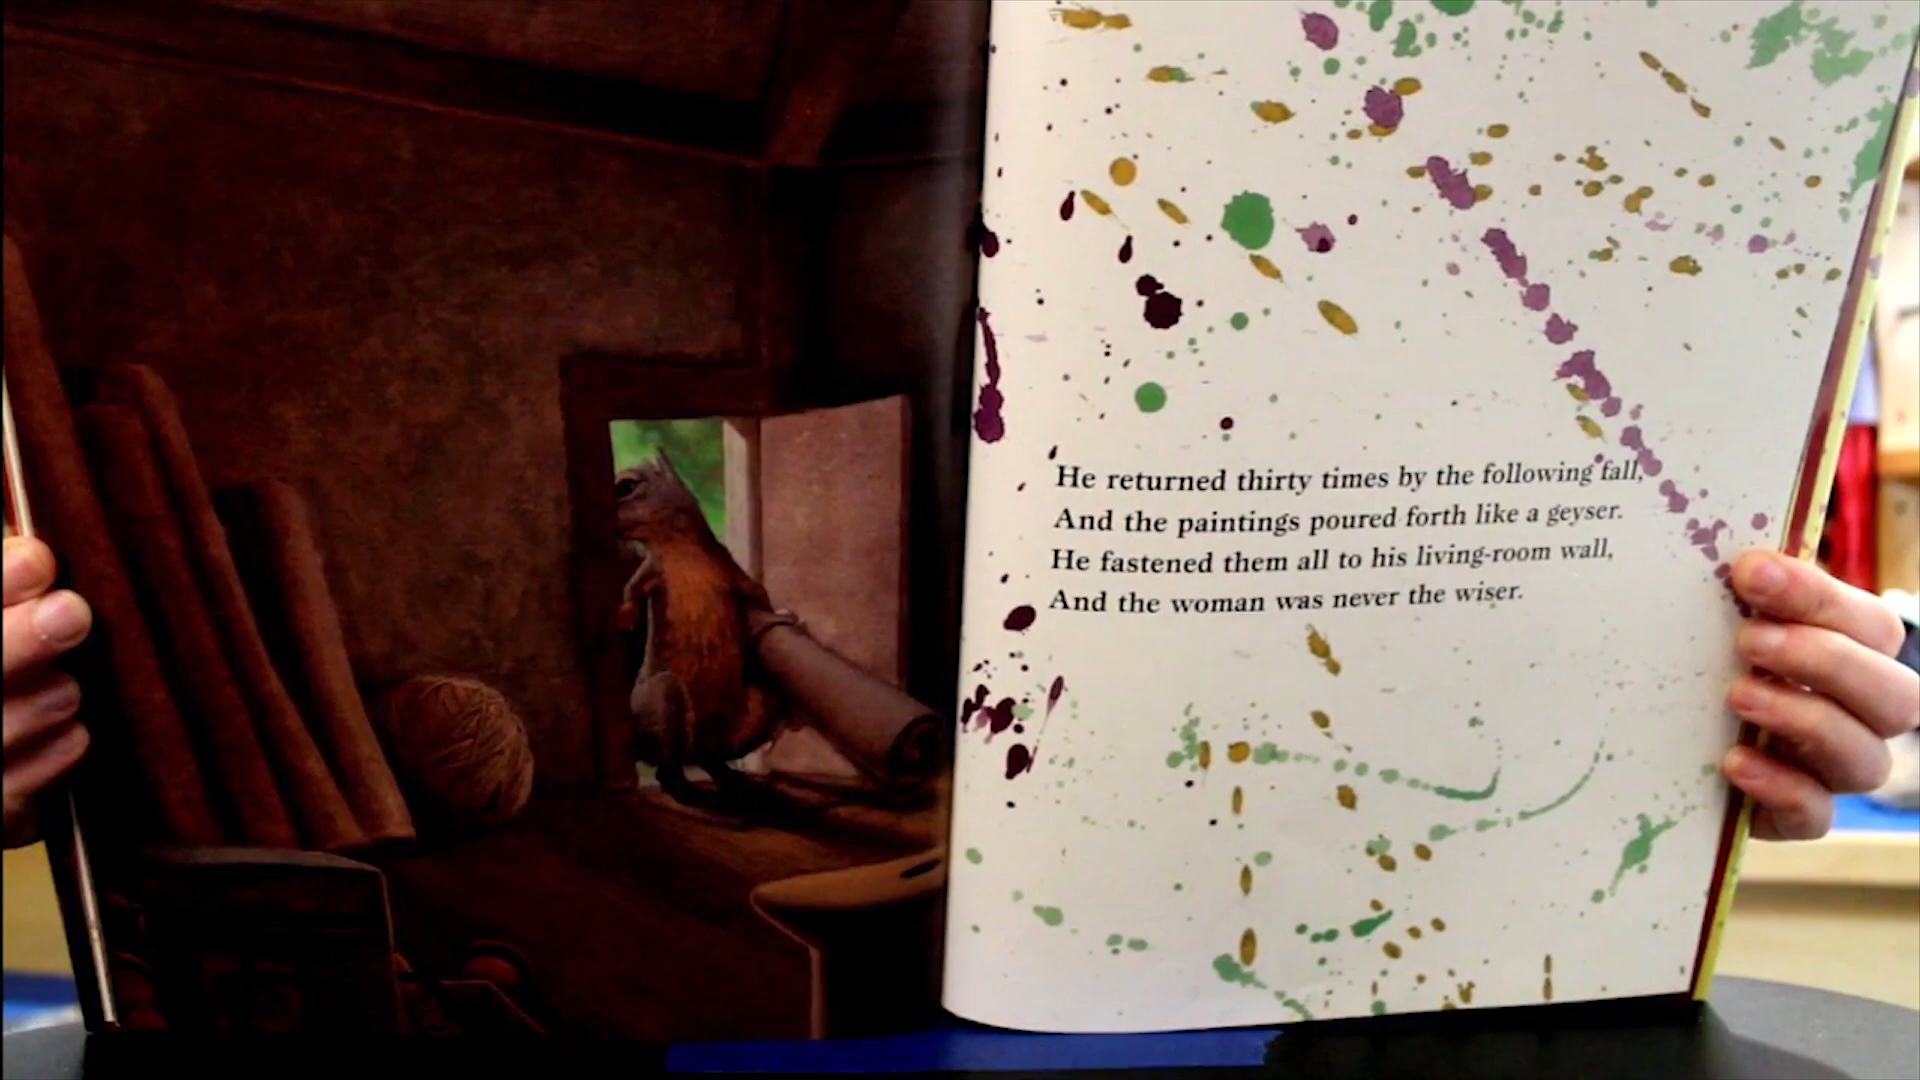 He returned thirty times by the following fall,
And the paintings poured forth like a geyser.
He fastened them all to his living-room wall,
And the woman was never the wiser.